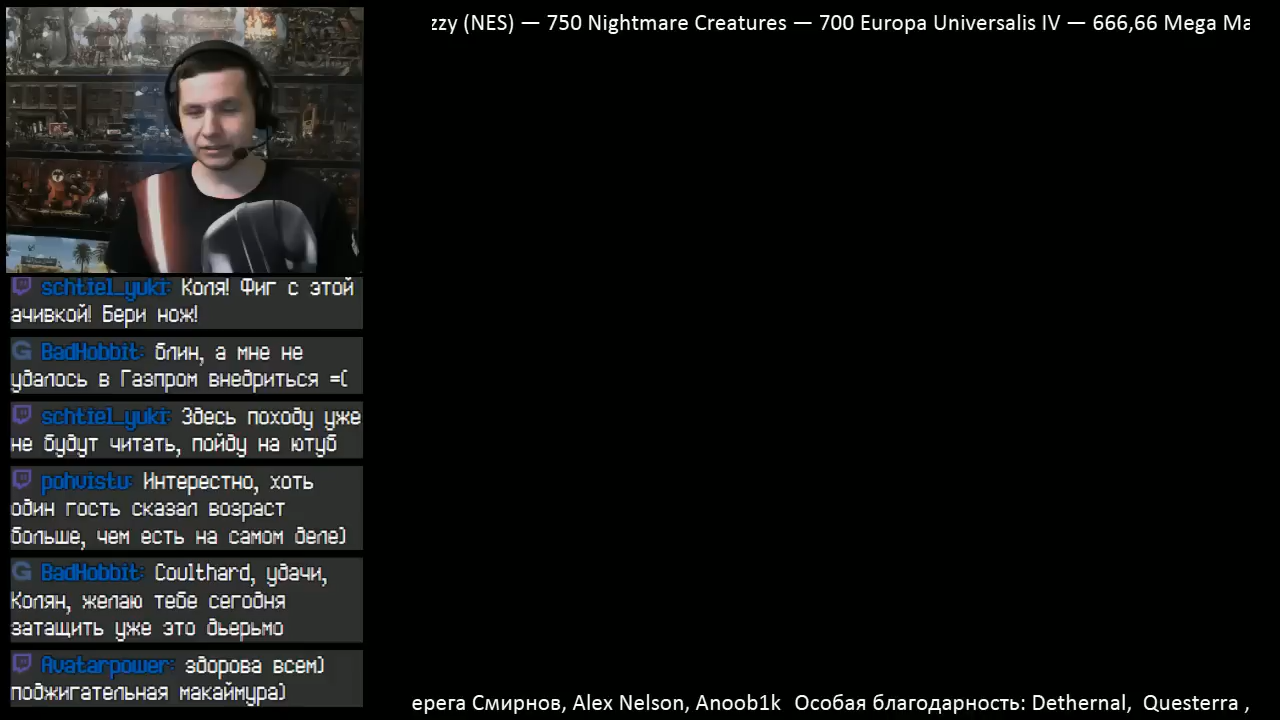 zzy (NES) — 750 Nightmare Creatures — 700 Europa Universalis IV — 666,66 Mega Ma
schtiel_yuki: Коля! Фиг с этой
ачивкой! Бери нож!
BadHobbit: блин, а мне не
удалось в Газпром внедриться =(
schtiel_yuki: Здесь походу уже
не будут читать, пойду на ютуб
pohvistu: Интересно, хоть
один гость сказал возраст
больше, чем есть на самом деле)
BadHobbit: Coulthard, удачи,
Колян, желаю тебе сегодня
затащить уже это дьерьмо
Avatarpower: здорова всем)
поджигательная макаймура)
ерега Смирнов, Alex Nelson, Anoob1k Особая благодарность: Dethernal, Questerra ,